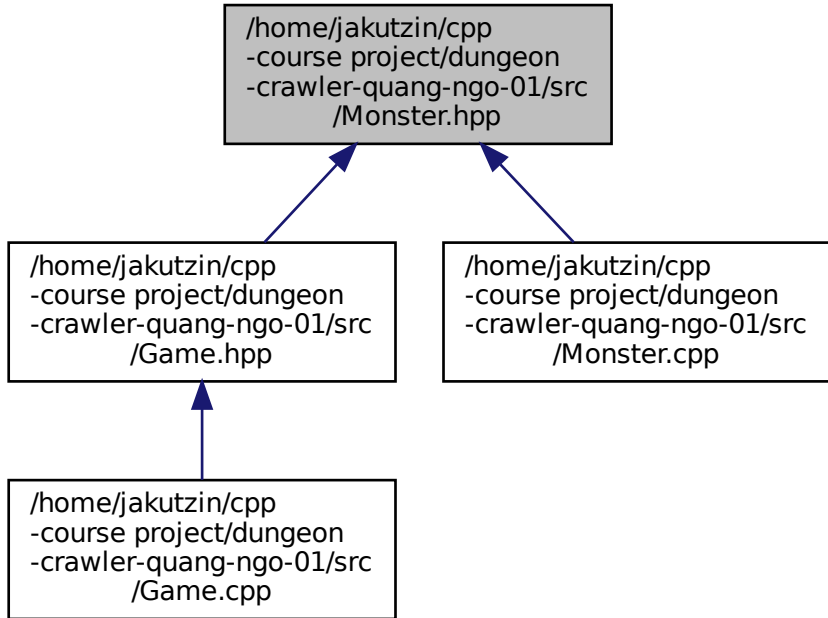 /home/jakutzin/cpp
-course project/dungeon
-crawler-quang-ngo-01/src
/Monster.hpp
/home/jakutzin/cpp
-course project/dungeon
-crawler-quang-ngo-01/src
/Game.hpp
/home/jakutzin/cpp
-course project/dungeon
-crawler-quang-ngo-01/src
/Monster.cpp
/home/jakutzin/cpp
-course project/dungeon
-crawler-quang-ngo-01/src
/Game.cpp